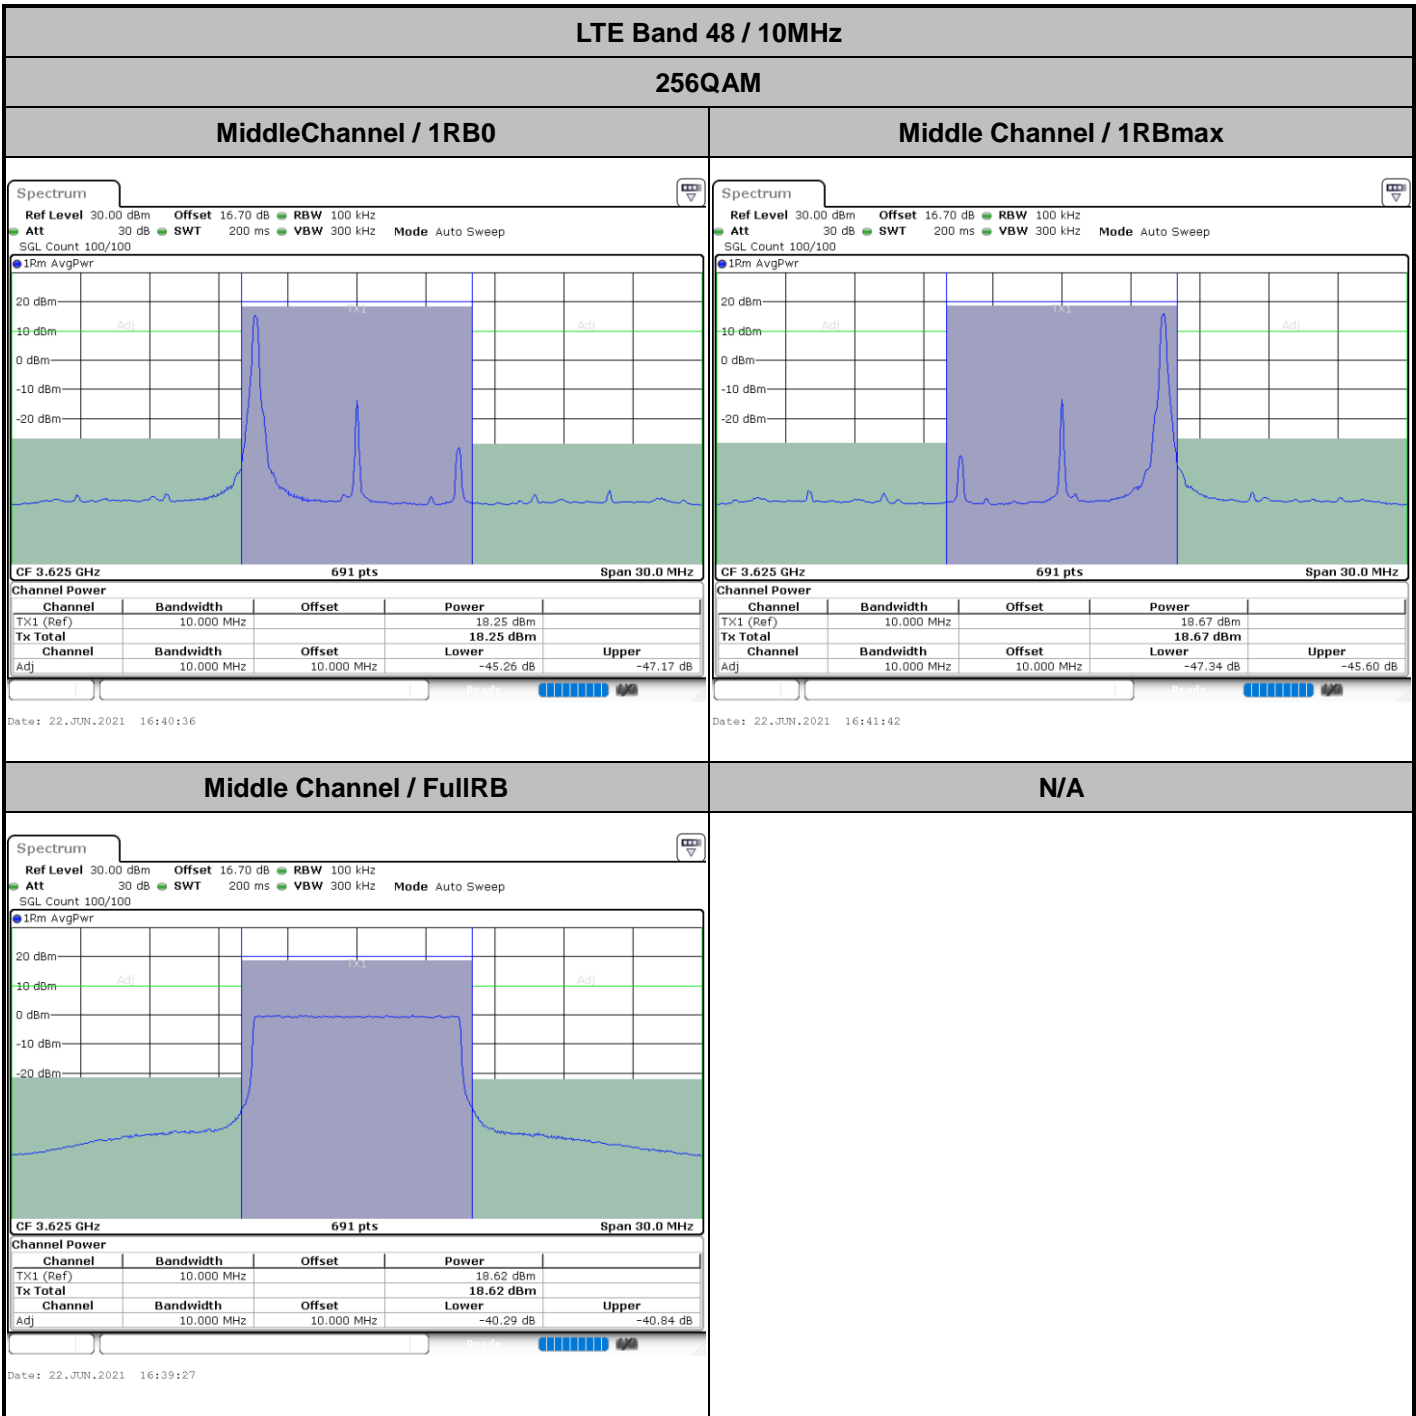 LTE Band 48 / 10MHz
256QAM
MiddleChannel / 1RB0
Middle Channel / 1RBmax
Spectrum
Ref Level 30.00 dBm Offset 16.70 dB RBW 100 kHz
Att 30 dB SWT 200 ms VBW 300 kHz Mode Auto Sweep
SGL Count 100/100
1Rm AvgPwr
TX1
20 dBm
Adj Adj
10 dBm
0 dBm
-10 dBm
-20 dBm
CF 3.625 GHz 691 pts Span 30.0 MHz
Channel Power
Channel Bandwidth Offset Power
TX1 (Ref) 10.000 MHz 18.25 dBm
Tx Total 18.25 dBm
Channel Bandwidth Offset Lower Upper
Adj 10.000 MHz 10.000 MHz -45.26 dB -47.17 dB
Ready
Date: 22.JUN.2021 16:40:36
Spectrum
Ref Level 30.00 dBm Offset 16.70 dB RBW 100 kHz
Att 30 dB SWT 200 ms VBW 300 kHz Mode Auto Sweep
SGL Count 100/100
1Rm AvgPwr
TX1
20 dBm
Adj Adj
10 dBm
0 dBm
-10 dBm
-20 dBm
CF 3.625 GHz 691 pts Span 30.0 MHz
Channel Power
Channel Bandwidth Offset Power
TX1 (Ref) 10.000 MHz 18.67 dBm
Tx Total 18.67 dBm
Channel Bandwidth Offset Lower Upper
Adj 10.000 MHz 10.000 MHz -47.34 dB -45.60 dB
Ready
Date: 22.JUN.2021 16:41:42
Middle Channel / FullRB
N/A
Spectrum
Ref Level 30.00 dBm Offset 16.70 dB RBW 100 kHz
Att 30 dB SWT 200 ms VBW 300 kHz Mode Auto Sweep
SGL Count 100/100
1Rm AvgPwr
20 dBm
TX1
Adj Adj
10 dBm
0 dBm
-10 dBm
-20 dBm
CF 3.625 GHz 691 pts Span 30.0 MHz
Channel Power
Channel Bandwidth Offset Power
TX1 (Ref) 10.000 MHz 18.62 dBm
Tx Total 18.62 dBm
Channel Bandwidth Offset Lower Upper
Adj 10.000 MHz 10.000 MHz -40.29 dB -40.84 dB
Ready
Date: 22.JUN.2021 16:39:27